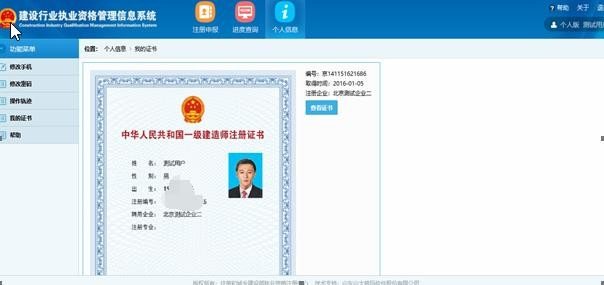 建设行业执业资格管理信息系统
Construction Industry Qualification Management Information System
注册申报
进度查询
个人信息
帮助 关于
个人版 测试用户
功能菜单
位置： 个人信息 > 我的证书
修改手机
修改密码
操作轨迹
我的证书
帮助
编号：京141151621686
取得时间：2016-01-05
注册企业：北京测试企业二
查看证书
中华人民共和国一级建造师注册证书
姓 名： 测试用户
性 别： 男
出 生： 19
注册编号：
聘用企业： 北京测试企业二
注册专业：